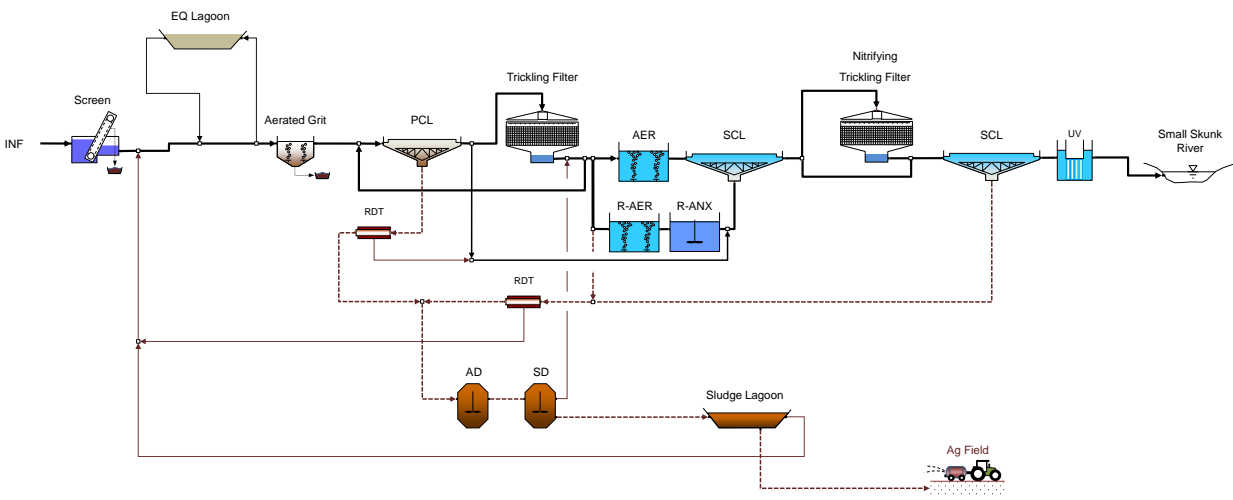 EQ Lagoon
Nitrifying
Trickling Filter
Trickling Filter
Screen
Aerated Grit
PCL
AER
SCL
SCL
UV
Small Skunk
River
INF
R-AER
R-ANX
RDT
RDT
AD
SD
Sludge Lagoon
Ag Field